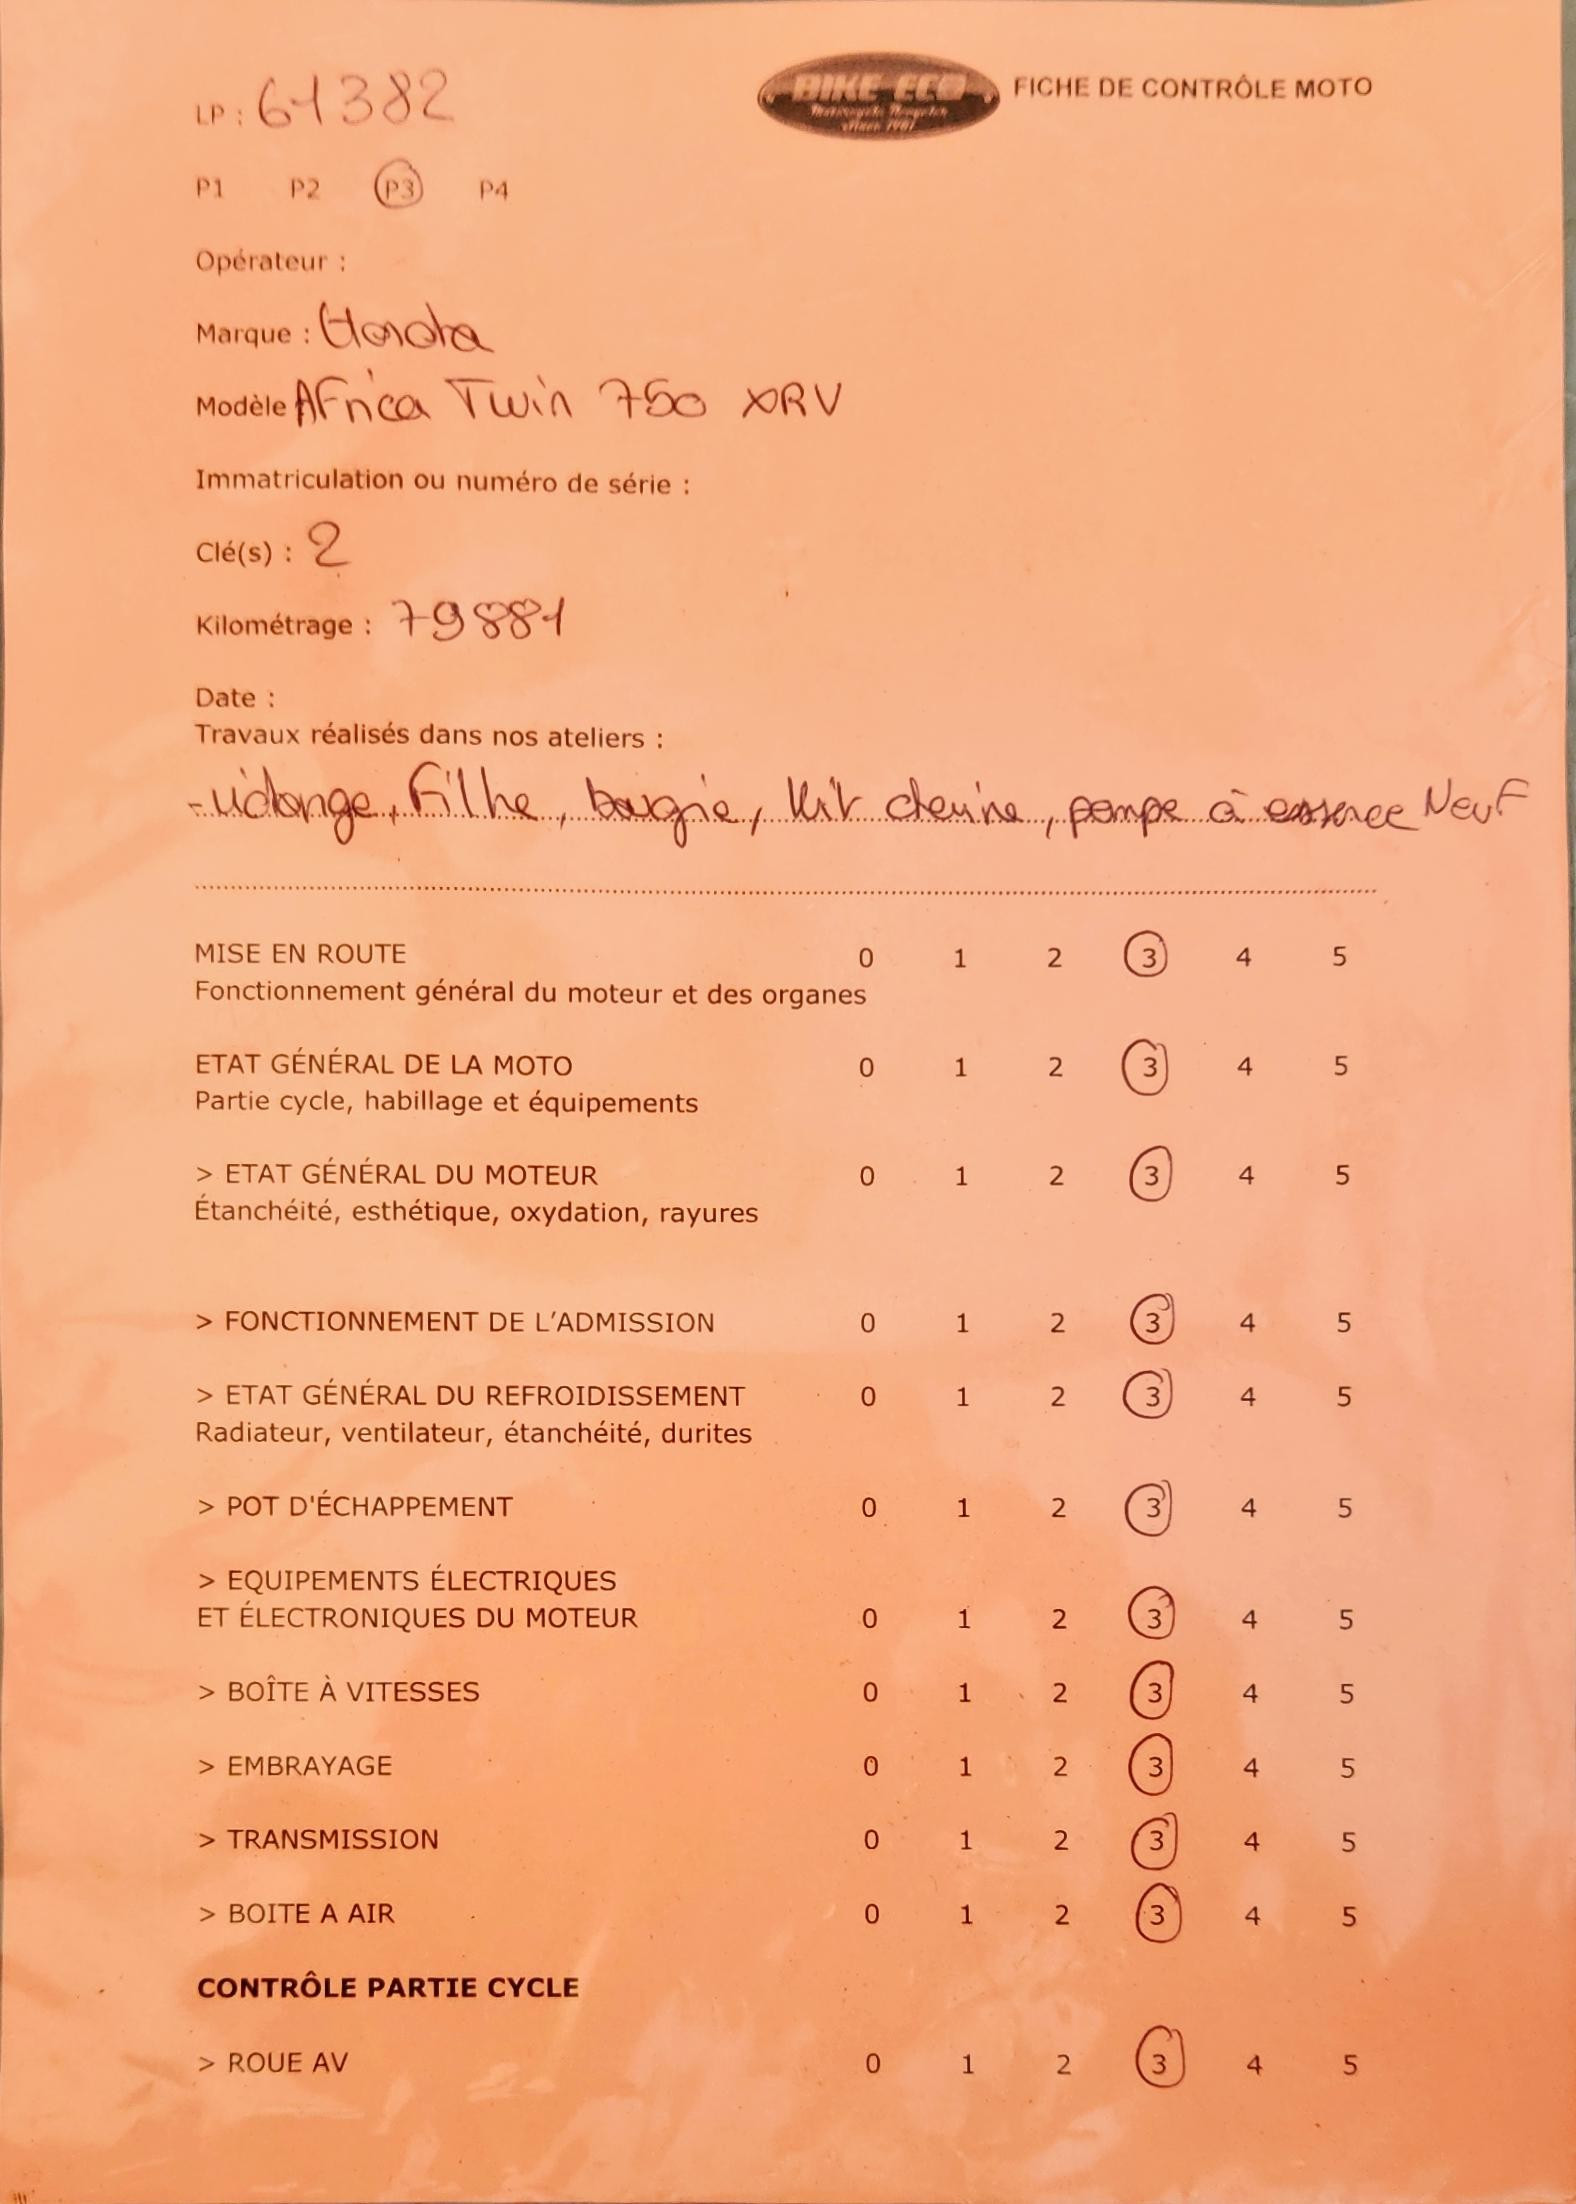 BIKE-ECO
Motorcycle Recycler
since 1987
FICHE DE CONTRÔLE MOTO
LP : 61382
P1 P2 P3 P4
Opérateur :
Marque : Honda
Modèle Africa Twin 750 XRV
Immatriculation ou numéro de série :
Clé(s) : 2
Kilométrage : 79881
Date :
Travaux réalisés dans nos ateliers :
- vidange, Filtre, bougie, kit chaine, pompe à essence Neuf
MISE EN ROUTE 0 1 2 3 4 5
Fonctionnement général du moteur et des organes
ETAT GÉNÉRAL DE LA MOTO 0 1 2 3 4 5
Partie cycle, habillage et équipements
> ETAT GÉNÉRAL DU MOTEUR 0 1 2 3 4 5
Étanchéité, esthétique, oxydation, rayures
> FONCTIONNEMENT DE L'ADMISSION 0 1 2 3 4 5
> ETAT GÉNÉRAL DU REFROIDISSEMENT 0 1 2 3 4 5
Radiateur, ventilateur, étanchéité, durites
> POT D'ÉCHAPPEMENT 0 1 2 3 4 5
> EQUIPEMENTS ÉLECTRIQUES
ET ÉLECTRONIQUES DU MOTEUR 0 1 2 3 4 5
> BOÎTE À VITESSES 0 1 2 3 4 5
> EMBRAYAGE 0 1 2 3 4 5
> TRANSMISSION 0 1 2 3 4 5
> BOITE A AIR 0 1 2 3 4 5
CONTRÔLE PARTIE CYCLE
> ROUE AV 0 1 2 3 4 5